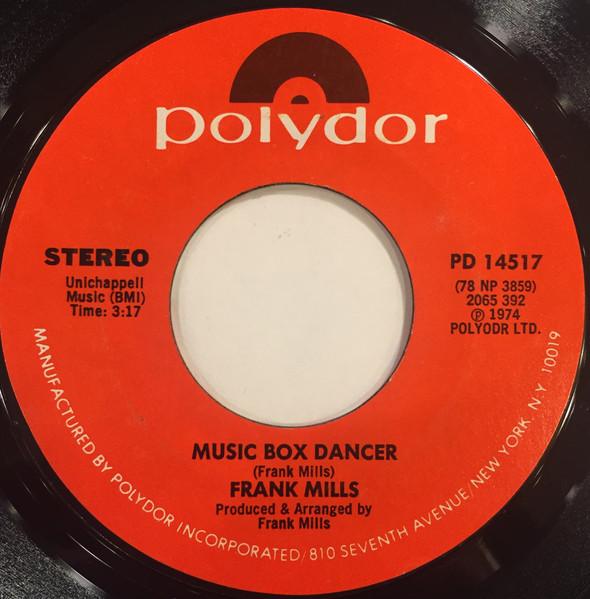 polydor
STEREO
Unichappell
Music (BMI)
Time: 3:17
PD 14517
(78 NP 3859)
2065 392
℗ 1974
POLYODR LTD.
MUSIC BOX DANCER
(Frank Mills)
FRANK MILLS
Produced & Arranged by
Frank Mills
MANUFACTURED BY POLYDOR INCORPORATED/810 SEVENTH AVENUE/NEW YORK, N.Y. 10019